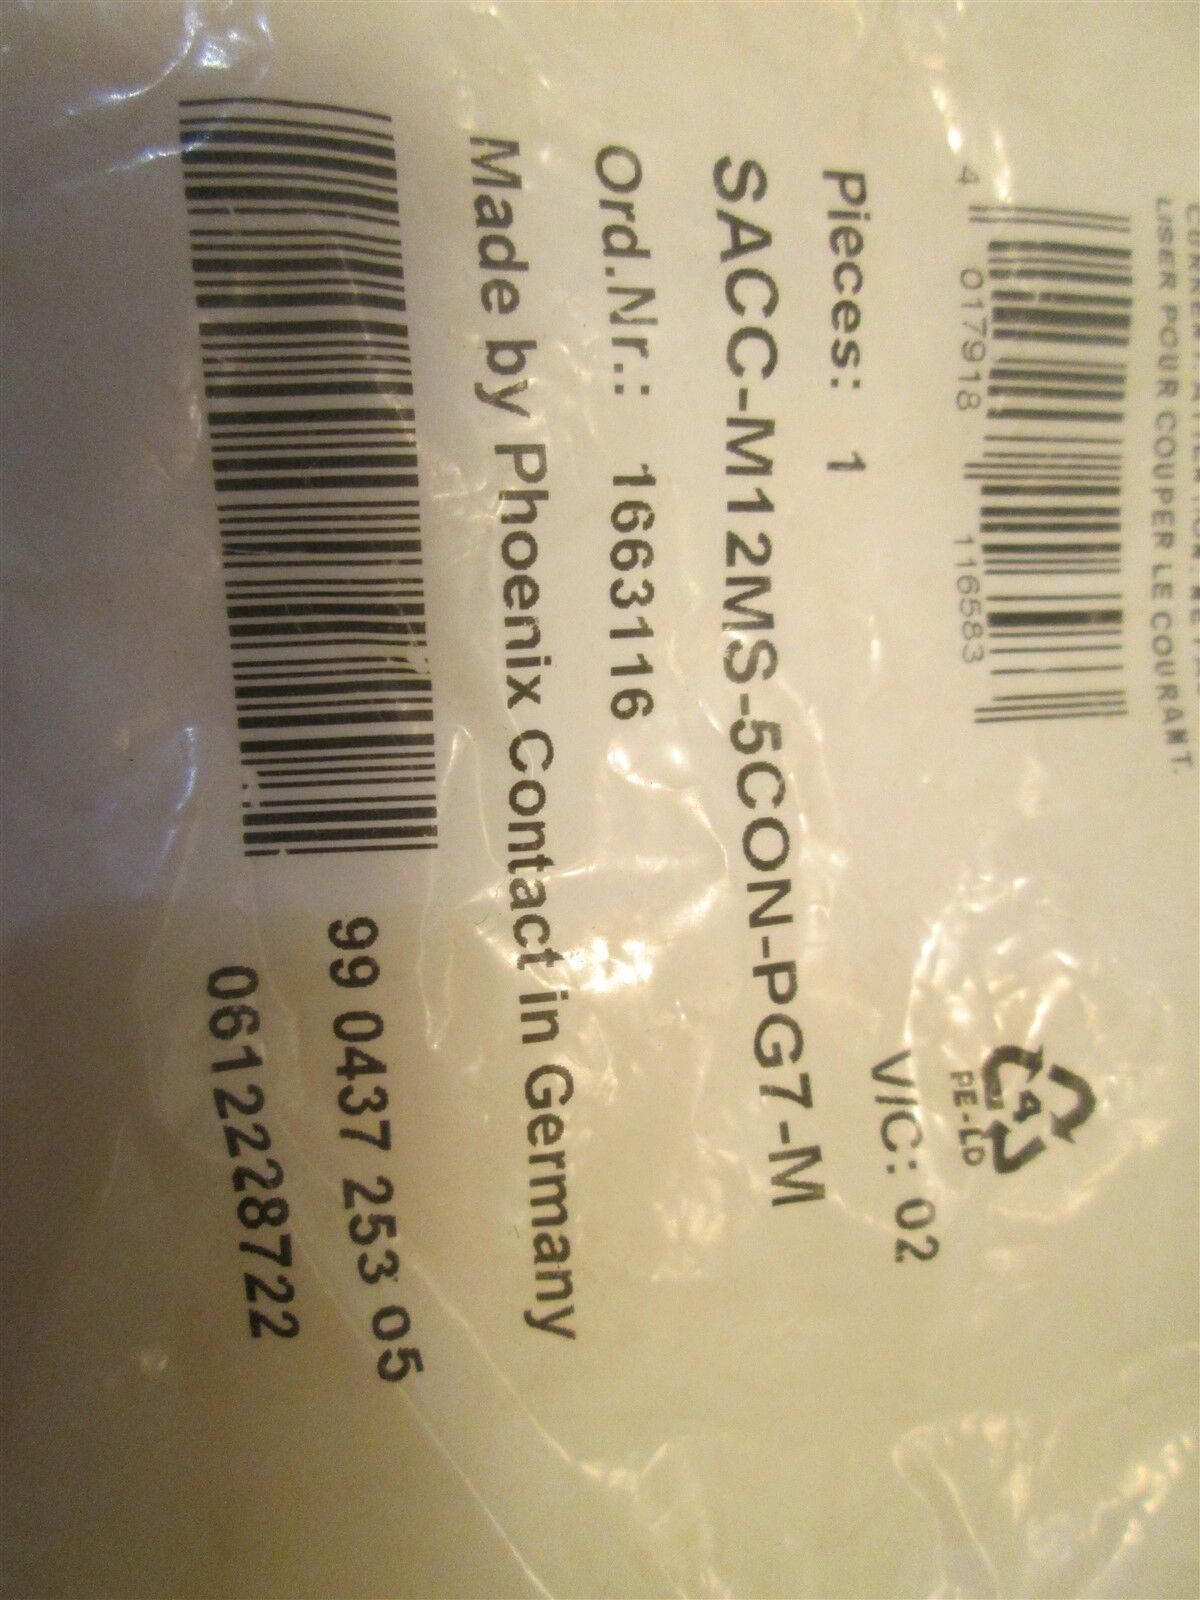 LISER POUR COUPER LE COURANT.
4 017918 116583
PE-LD
4
Pieces: 1
V/C: 02
SACC-M12MS-5CON-PG7-M
Ord.Nr.: 1663116
Made by Phoenix Contact in Germany
99 0437 253 05
0612228722